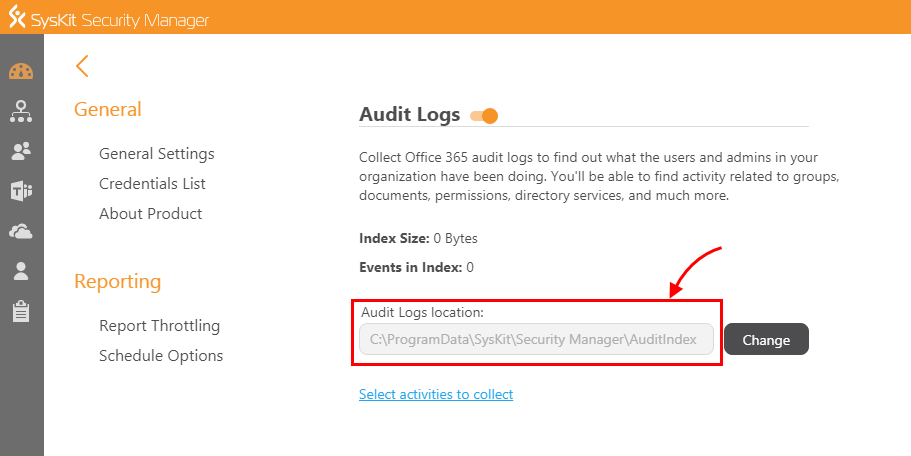 SysKit Security Manager
General
General Settings
Credentials List
About Product
Reporting
Report Throttling
Schedule Options
Audit Logs
Collect Office 365 audit logs to find out what the users and admins in your
organization have been doing. You'll be able to find activity related to groups,
documents, permissions, directory services, and much more.
Index Size: 0 Bytes
Events in Index: 0
Audit Logs location:
C:\ProgramData\SysKit\Security Manager\AuditIndex
Change
Select activities to collect